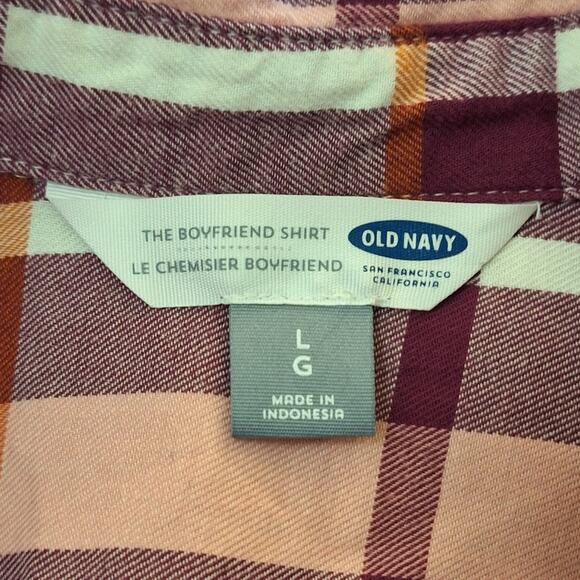 THE BOYFRIEND SHIRT
LE CHEMISIER BOYFRIEND
OLD NAVY
SAN FRANCISCO
CALIFORNIA
L
G
MADE IN
INDONESIA